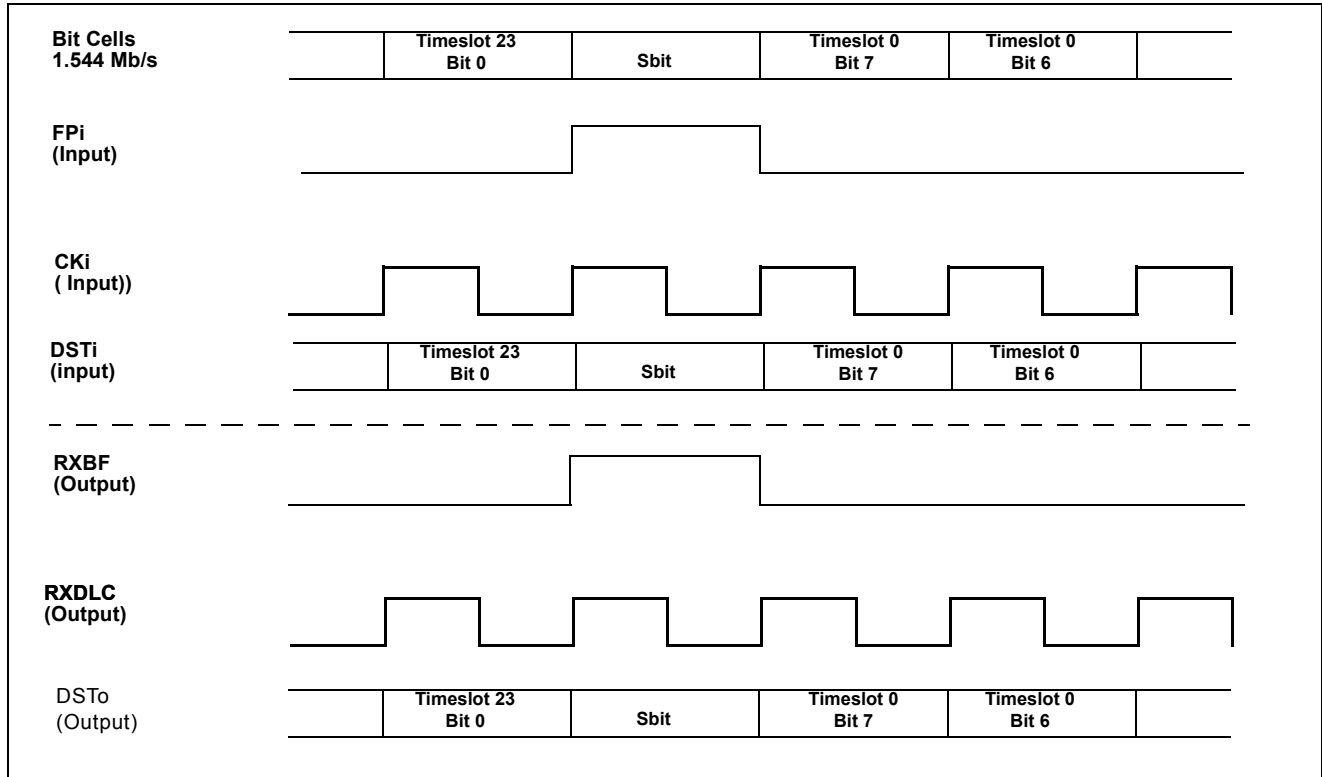 Bit Cells
1.544 Mb/s
Timeslot 23
Bit 0
Sbit
Timeslot 0
Bit 7
Timeslot 0
Bit 6
FPi
(Input)
CKi
( Input))
DSTi
(input)
Timeslot 23
Bit 0
Sbit
Timeslot 0
Bit 7
Timeslot 0
Bit 6
RXBF
(Output)
RXDLC
(Output)
DSTo
(Output)
Timeslot 23
Bit 0
Sbit
Timeslot 0
Bit 7
Timeslot 0
Bit 6